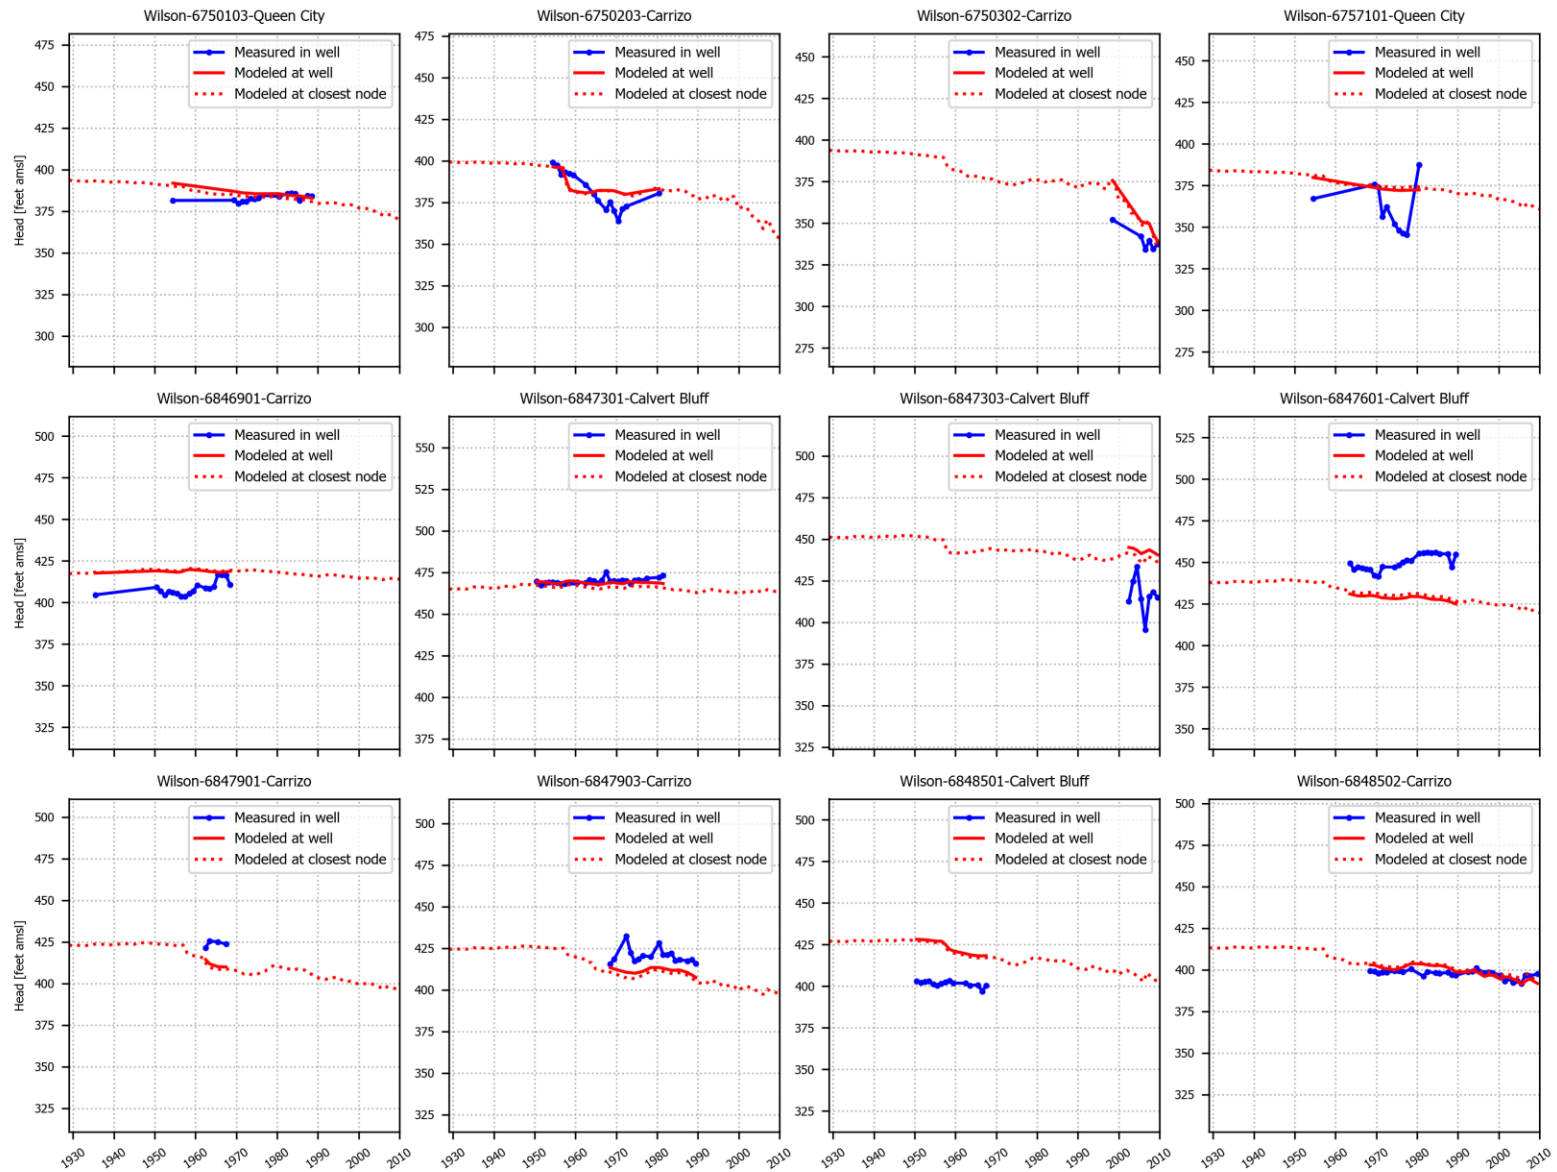 Wilson-6750103-Queen City
Wilson-6750203-Carrizo
Wilson-6750302-Carrizo
Wilson-6757101-Queen City
Head [feet amsl]
475
450
425
400
375
350
325
300
Measured in well
Modeled at well
Modeled at closest node
475
450
425
400
375
350
325
300
Measured in well
Modeled at well
Modeled at closest node
450
425
400
375
350
325
300
275
Measured in well
Modeled at well
Modeled at closest node
450
425
400
375
350
325
300
275
Measured in well
Modeled at well
Modeled at closest node
Wilson-6846901-Carrizo
Wilson-6847301-Calvert Bluff
Wilson-6847303-Calvert Bluff
Wilson-6847601-Calvert Bluff
Head [feet amsl]
500
475
450
425
400
375
350
325
Measured in well
Modeled at well
Modeled at closest node
550
525
500
475
450
425
400
375
Measured in well
Modeled at well
Modeled at closest node
500
475
450
425
400
375
350
325
Measured in well
Modeled at well
Modeled at closest node
525
500
475
450
425
400
375
350
Measured in well
Modeled at well
Modeled at closest node
Wilson-6847901-Carrizo
Wilson-6847903-Carrizo
Wilson-6848501-Calvert Bluff
Wilson-6848502-Carrizo
Head [feet amsl]
500
475
450
425
400
375
350
325
Measured in well
Modeled at well
Modeled at closest node
500
475
450
425
400
375
350
325
Measured in well
Modeled at well
Modeled at closest node
500
475
450
425
400
375
350
325
Measured in well
Modeled at well
Modeled at closest node
500
475
450
425
400
375
350
325
Measured in well
Modeled at well
Modeled at closest node
1930 1940 1950 1960 1970 1980 1990 2000 2010
1930 1940 1950 1960 1970 1980 1990 2000 2010
1930 1940 1950 1960 1970 1980 1990 2000 2010
1930 1940 1950 1960 1970 1980 1990 2000 2010